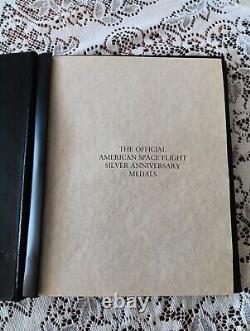 THE OFFICIAL
AMERICAN SPACE FLIGHT
SILVER ANNIVERSARY
MEDALS